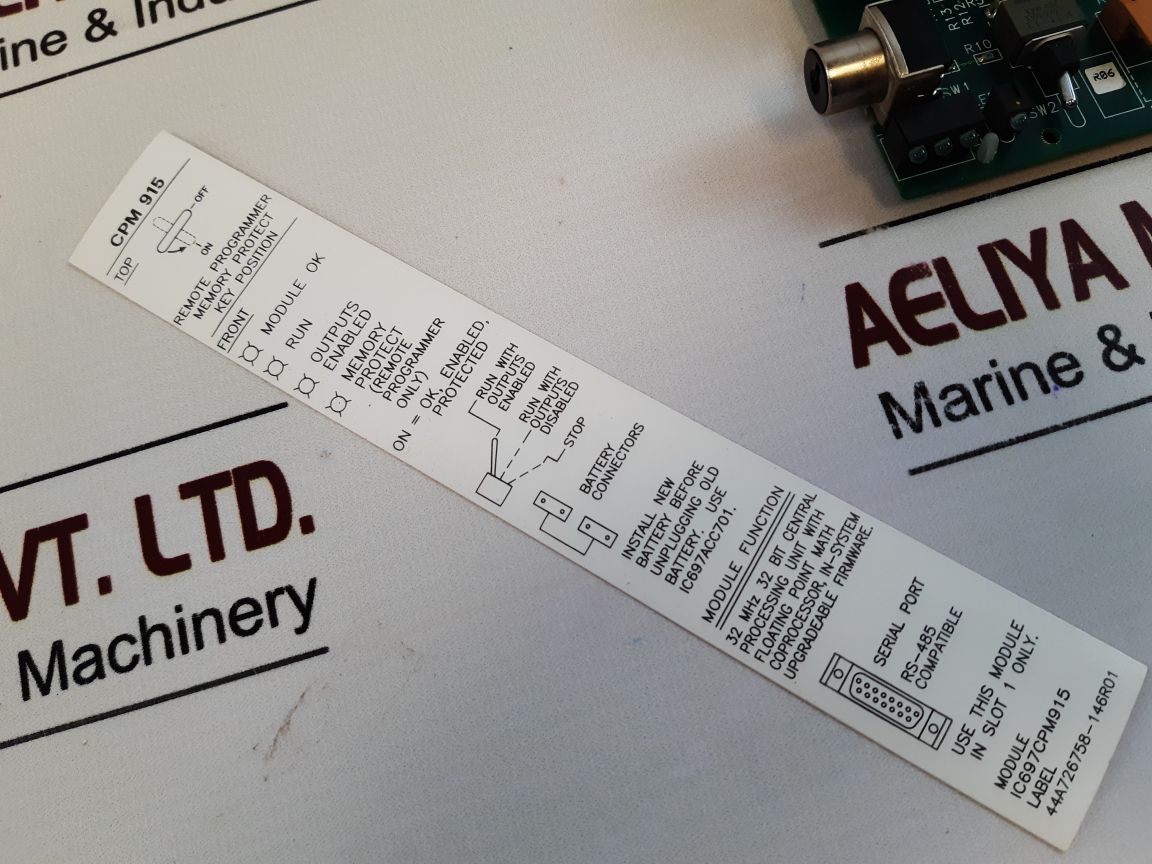 ine & Indu
CPM 915
TOP
OFF
ON
REMOTE PROGRAMMER
MEMORY PROTECT
KEY POSITION
FRONT
MODULE OK
RUN
OUTPUTS
ENABLED
MEMORY
PROTECT
(REMOTE
PROGRAMMER
ONLY)
ON = OK, ENABLED,
PROTECTED
RUN WITH
OUTPUTS
ENABLED
RUN WITH
OUTPUTS
DISABLED
STOP
BATTERY
CONNECTORS
INSTALL NEW
BATTERY BEFORE
UNPLUGGING OLD
BATTERY. USE
IC697ACC701.
MODULE FUNCTION
32 MHz 32 BIT CENTRAL
PROCESSING UNIT WITH
FLOATING POINT MATH
COPROCESSOR, IN-SYSTEM
UPGRADEABLE FIRMWARE.
SERIAL PORT
RS-485
COMPATIBLE
USE THIS MODULE
IN SLOT 1 ONLY.
MODULE
IC697CPM915
LABEL
44A726758-146R01
R10
SW1
SW2
R06
AELIYA M
Marine &
VT. LTD.
Machinery